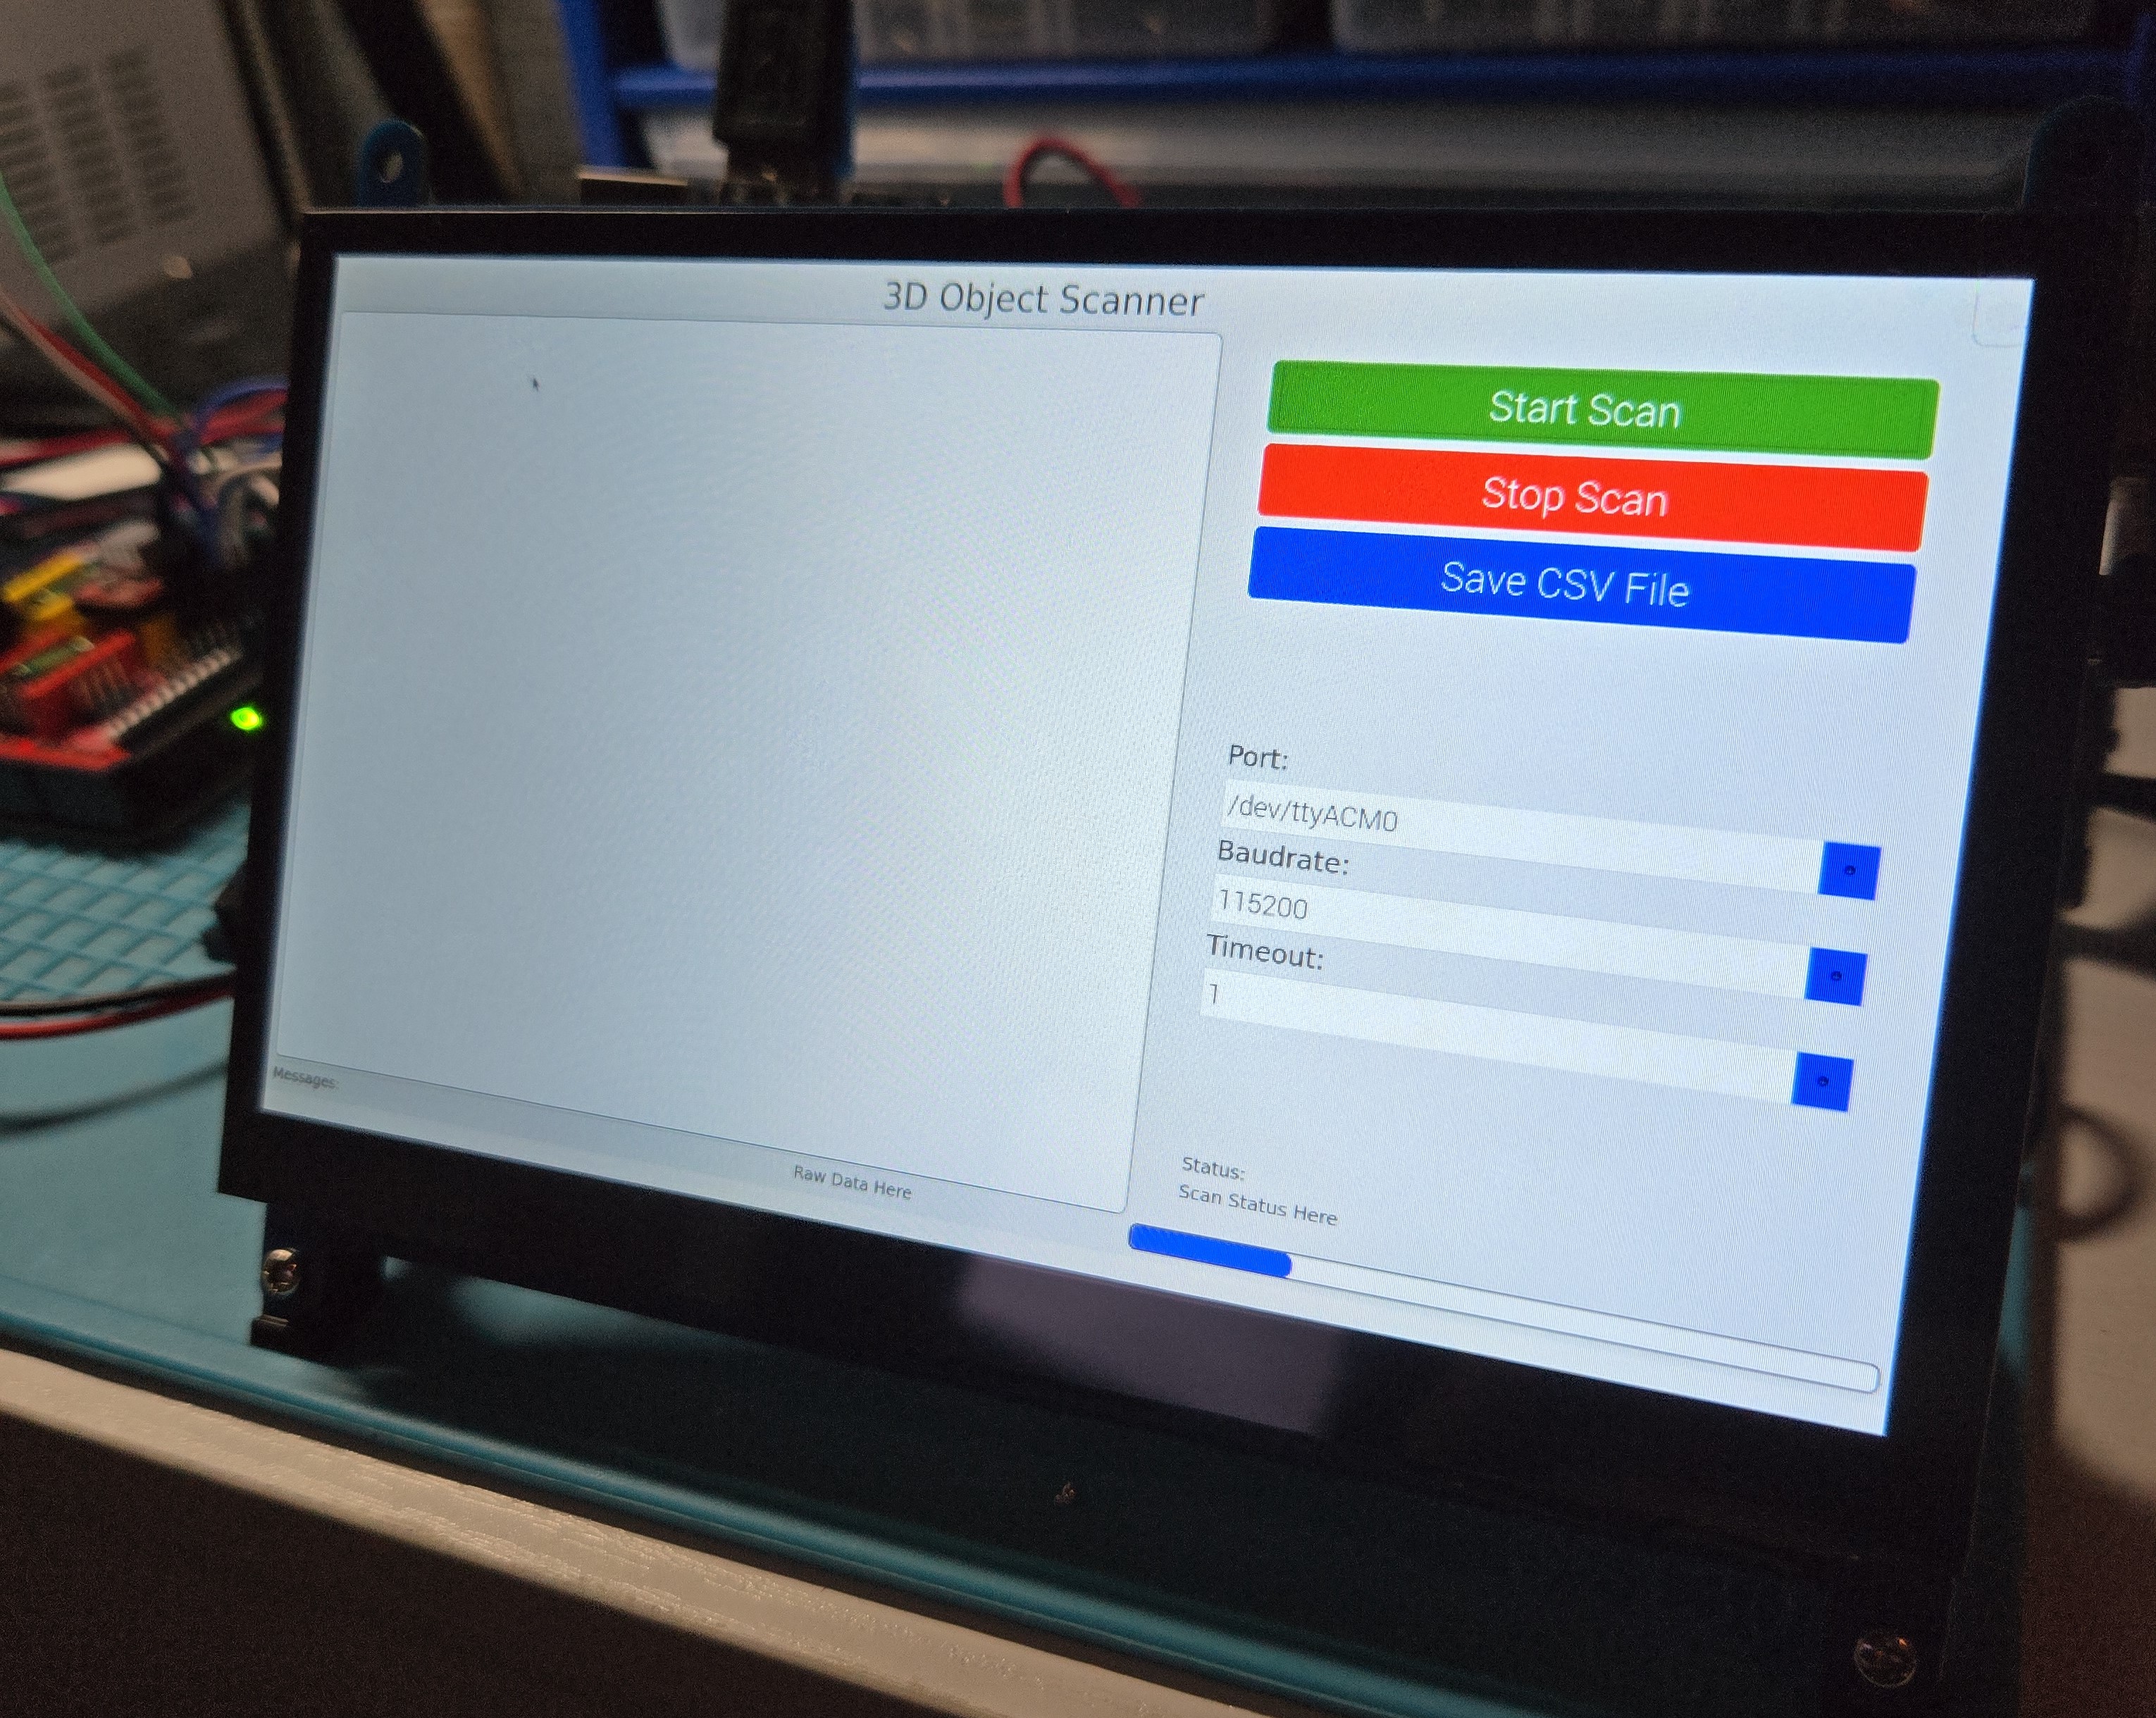 3D Object Scanner
Start Scan
Stop Scan
Save CSV File
Port:
/dev/ttyACM0
Baudrate:
115200
Timeout:
1
Messages:
Raw Data Here
Status:
Scan Status Here